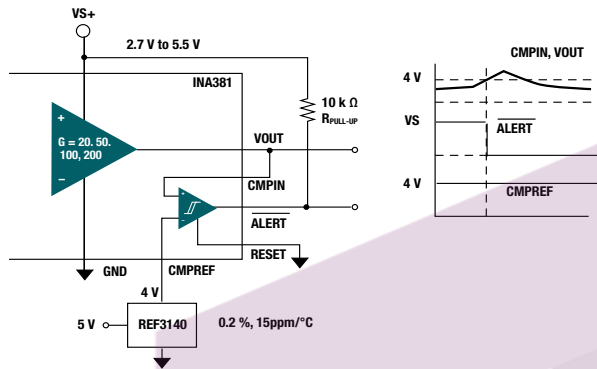 VS+
2.7 V to 5.5 V
INA381
10 k Ω
RPULL-UP
+
G = 20. 50.
100, 200
–
VOUT
CMPIN
+
-
ALERT
RESET
GND
CMPREF
4 V
5 V
REF3140
0.2 %, 15ppm/°C
CMPIN, VOUT
4 V
VS
ALERT
4 V
CMPREF